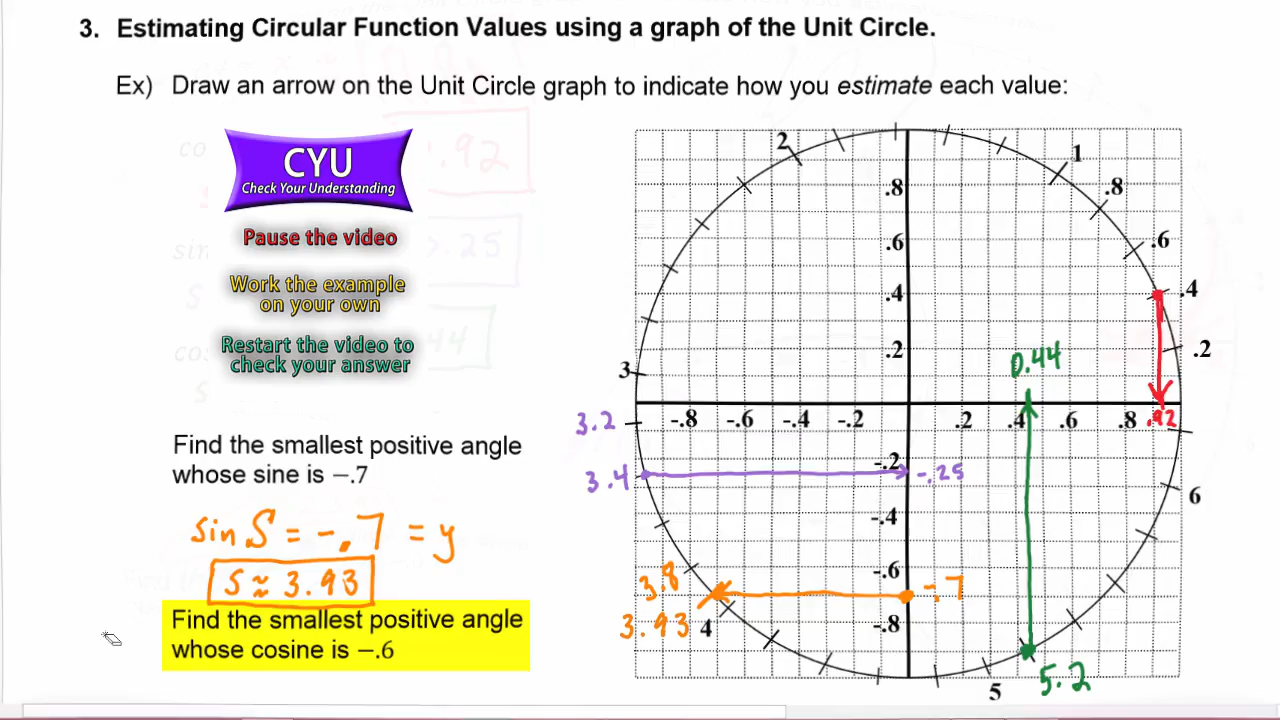 3. Estimating Circular Function Values using a graph of the Unit Circle.
Ex) Draw an arrow on the Unit Circle graph to indicate how you estimate each value:
CYU
Check Your Understanding
Pause the video
Work the example
on your own
Restart the video to
check your answer
Find the smallest positive angle
whose sine is −.7
sin S = −.7 = y
S ≈ 3.93
Find the smallest positive angle
whose cosine is −.6
2
1
.8
.8
.6
.6
.4
.4
.2
.2
0.44
3
3.2
-.8 -.6 -.4 -.2 .2 .4 .6 .8 .92
3.4
-.2
-.25
6
-.4
-.6
3.8
-.7
3.93 4
-.8
5 5.2